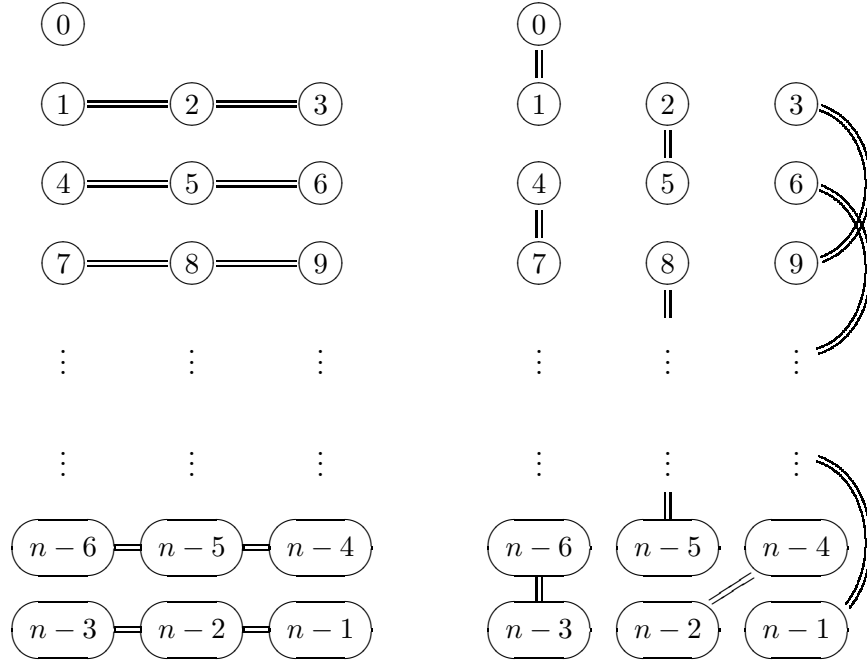 0 0
1 2 3 1 2 3
4 5 6 4 5 6
7 8 9 7 8 9
⋮ ⋮ ⋮ ⋮ ⋮ ⋮
⋮ ⋮ ⋮ ⋮ ⋮ ⋮
n − 6 n − 5 n − 4 n − 6 n − 5 n − 4
n − 3 n − 2 n − 1 n − 3 n − 2 n − 1